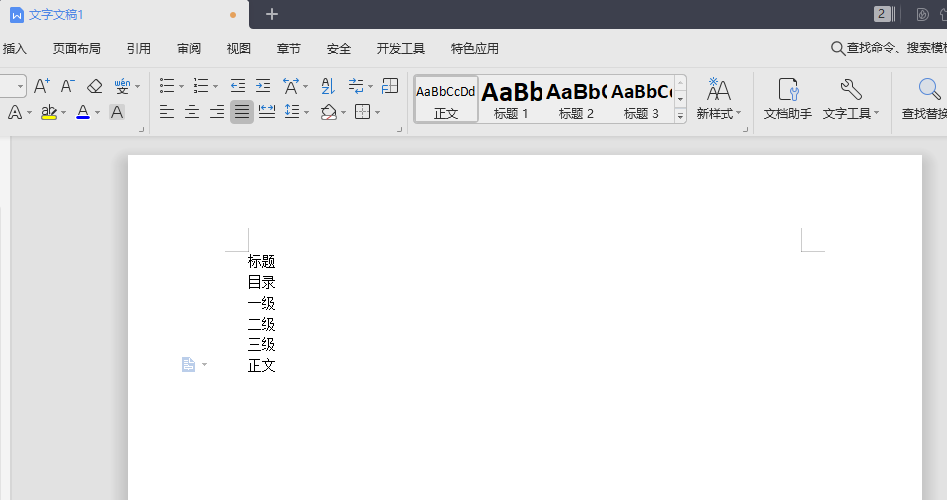 文字文稿1
2
插入 页面布局 引用 审阅 视图 章节 安全 开发工具 特色应用 查找命令、搜索模板
wén
变
AaBbCcDd AaBb AaBb( AaBbC
正文 标题 1 标题 2 标题 3 新样式 文档助手 文字工具 查找替换
标题
目录
一级
二级
三级
正文